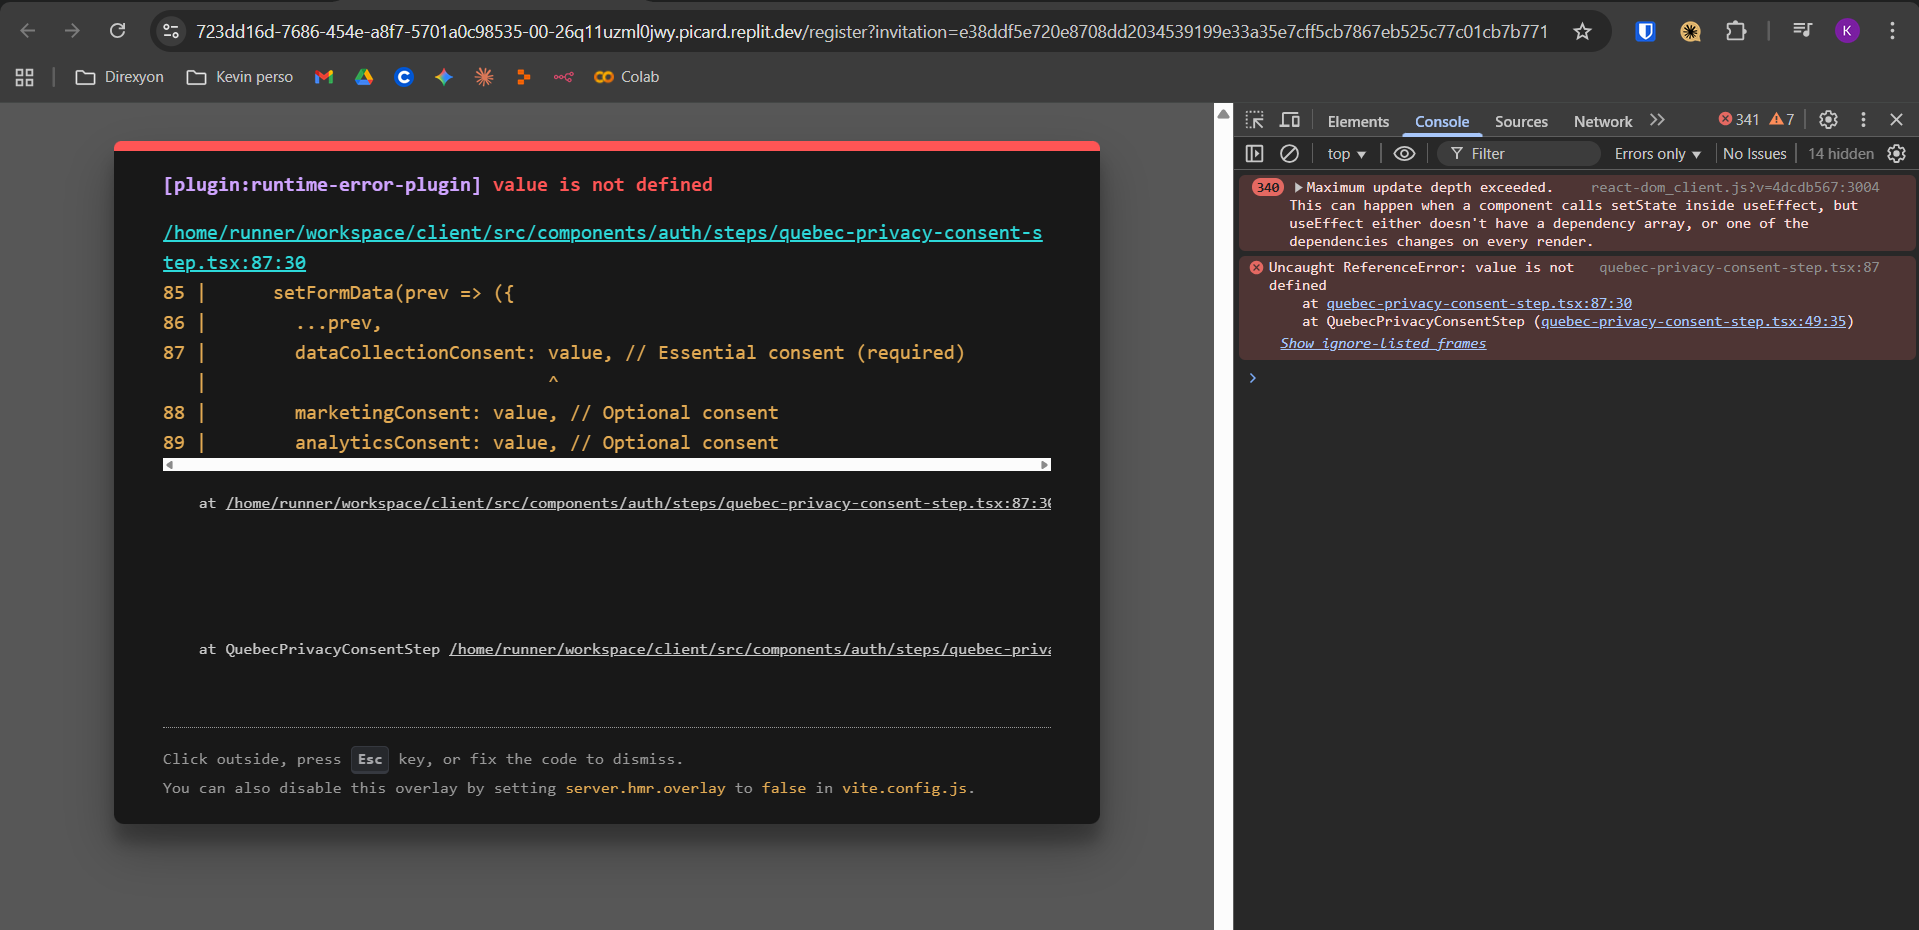 723dd16d-7686-454e-a8f7-5701a0c98535-00-26q11uzml0jwy.picard.replit.dev/register?invitation=e38ddf5e720e8708dd2034539199e33a35e7cff5cb7867eb525c77c01cb7b771
K
Direxyon
Kevin perso
Colab
[plugin:runtime-error-plugin] value is not defined
/home/runner/workspace/client/src/components/auth/steps/quebec-privacy-consent-s
tep.tsx:87:30
85 |      setFormData(prev => ({
86 |        ...prev,
87 |        dataCollectionConsent: value, // Essential consent (required)
   |                               ^
88 |        marketingConsent: value, // Optional consent
89 |        analyticsConsent: value, // Optional consent
at /home/runner/workspace/client/src/components/auth/steps/quebec-privacy-consent-step.tsx:87:30
at QuebecPrivacyConsentStep /home/runner/workspace/client/src/components/auth/steps/quebec-priva
Click outside, press Esc key, or fix the code to dismiss.
You can also disable this overlay by setting server.hmr.overlay to false in vite.config.js.
Elements Console Sources Network 341 7
top Filter Errors only No Issues 14 hidden
340 Maximum update depth exceeded. react-dom_client.js?v=4dcdb567:3004
This can happen when a component calls setState inside useEffect, but
useEffect either doesn't have a dependency array, or one of the
dependencies changes on every render.
Uncaught ReferenceError: value is not quebec-privacy-consent-step.tsx:87
defined
at quebec-privacy-consent-step.tsx:87:30
at QuebecPrivacyConsentStep (quebec-privacy-consent-step.tsx:49:35)
Show ignore-listed frames